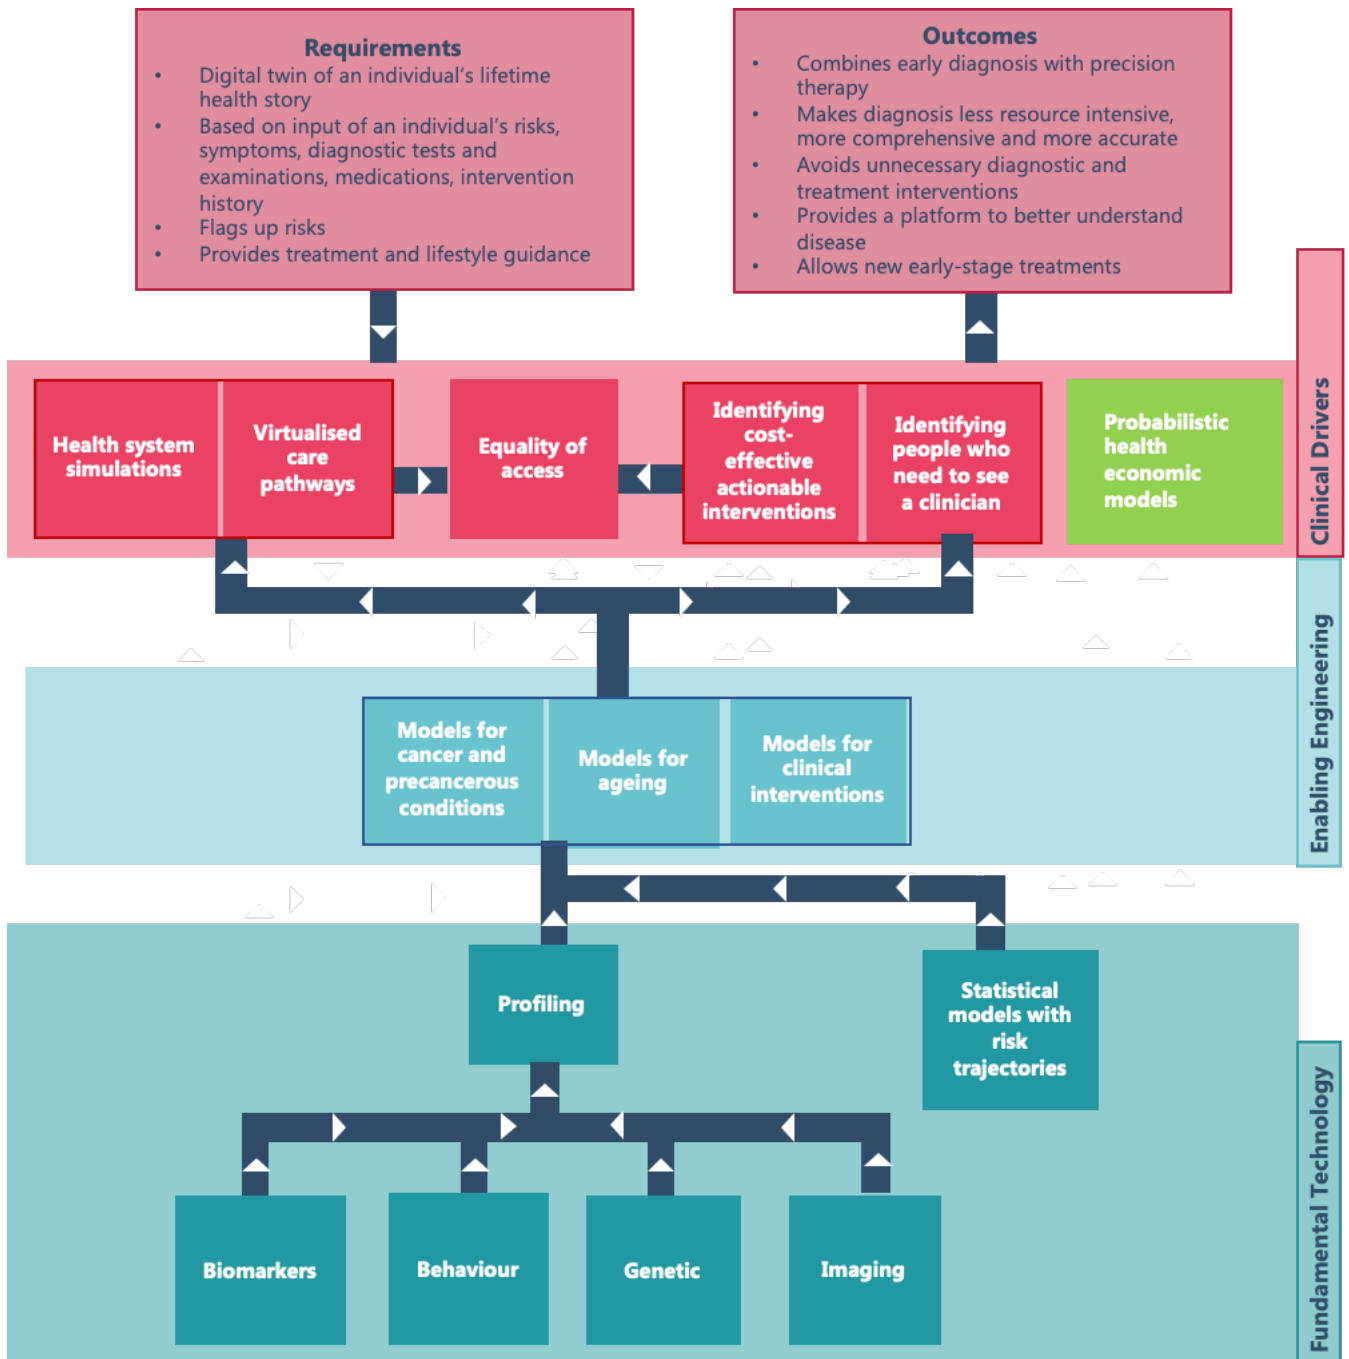 Requirements
• Digital twin of an individual's lifetime
health story
• Based on input of an individual's risks,
symptoms, diagnostic tests and
examinations, medications, intervention
history
• Flags up risks
• Provides treatment and lifestyle guidance
Outcomes
• Combines early diagnosis with precision
therapy
• Makes diagnosis less resource intensive,
more comprehensive and more accurate
• Avoids unnecessary diagnostic and
treatment interventions
• Provides a platform to better understand
disease
• Allows new early-stage treatments
Clinical Drivers
Health system
simulations
Virtualised
care
pathways
Equality of
access
Identifying
cost-
effective
actionable
interventions
Identifying
people who
need to see
a clinician
Probabilistic
health
economic
models
Enabling Engineering
Models for
cancer and
precancerous
conditions
Models for
ageing
Models for
clinical
interventions
Fundamental Technology
Profiling
Statistical
models with
risk
trajectories
Biomarkers
Behaviour
Genetic
Imaging